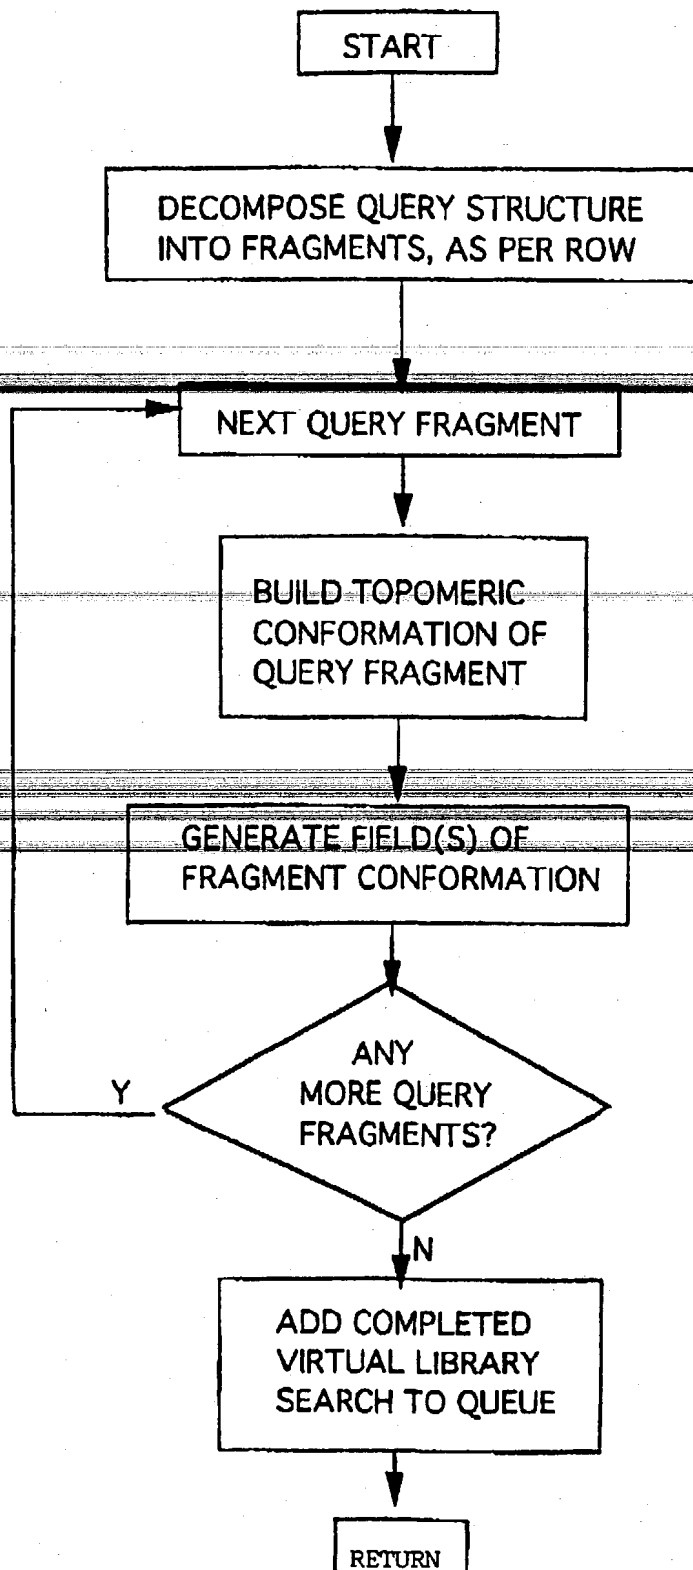 START
DECOMPOSE QUERY STRUCTURE
INTO FRAGMENTS, AS PER ROW
NEXT QUERY FRAGMENT
BUILD TOPOMERIC
CONFORMATION OF
QUERY FRAGMENT
GENERATE FIELD(S) OF
FRAGMENT CONFORMATION
ANY
MORE QUERY
FRAGMENTS?
Y
N
ADD COMPLETED
VIRTUAL LIBRARY
SEARCH TO QUEUE
RETURN